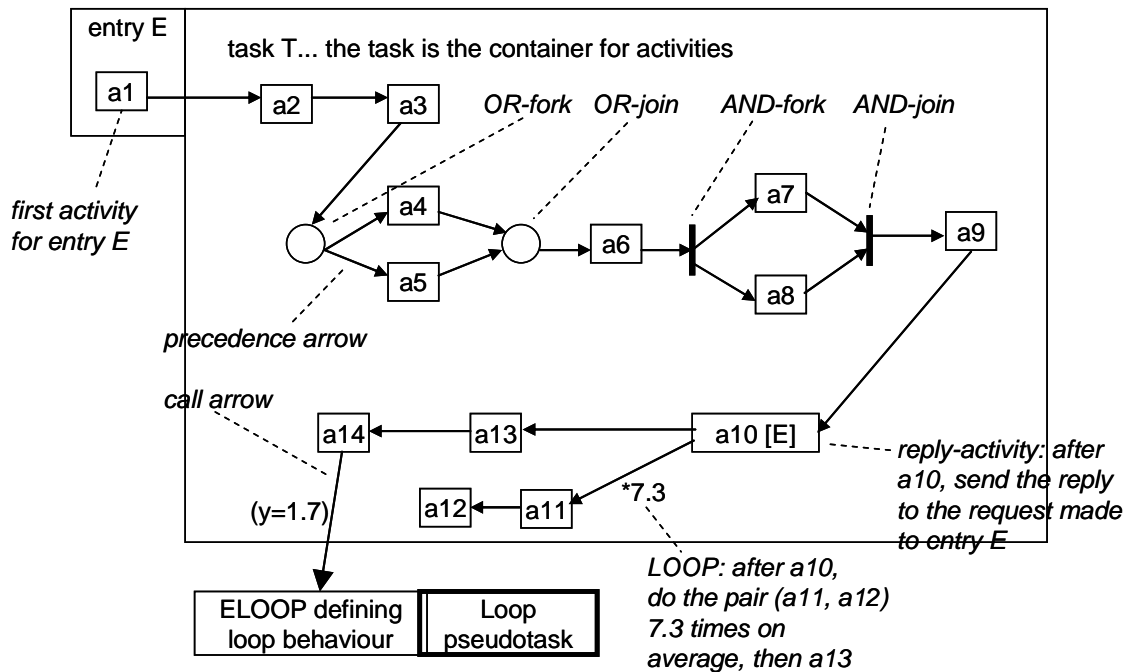 entry E
task T... the task is the container for activities
a1
a2
a3
OR-fork
OR-join
AND-fork
AND-join
first activity
for entry E
a4
a5
a6
a7
a8
a9
precedence arrow
call arrow
a14
a13
a10 [E]
reply-activity: after
a10, send the reply
to the request made
to entry E
(y=1.7)
a12
a11
*7.3
LOOP: after a10,
do the pair (a11, a12)
7.3 times on
average, then a13
ELOOP defining
loop behaviour
Loop
pseudotask